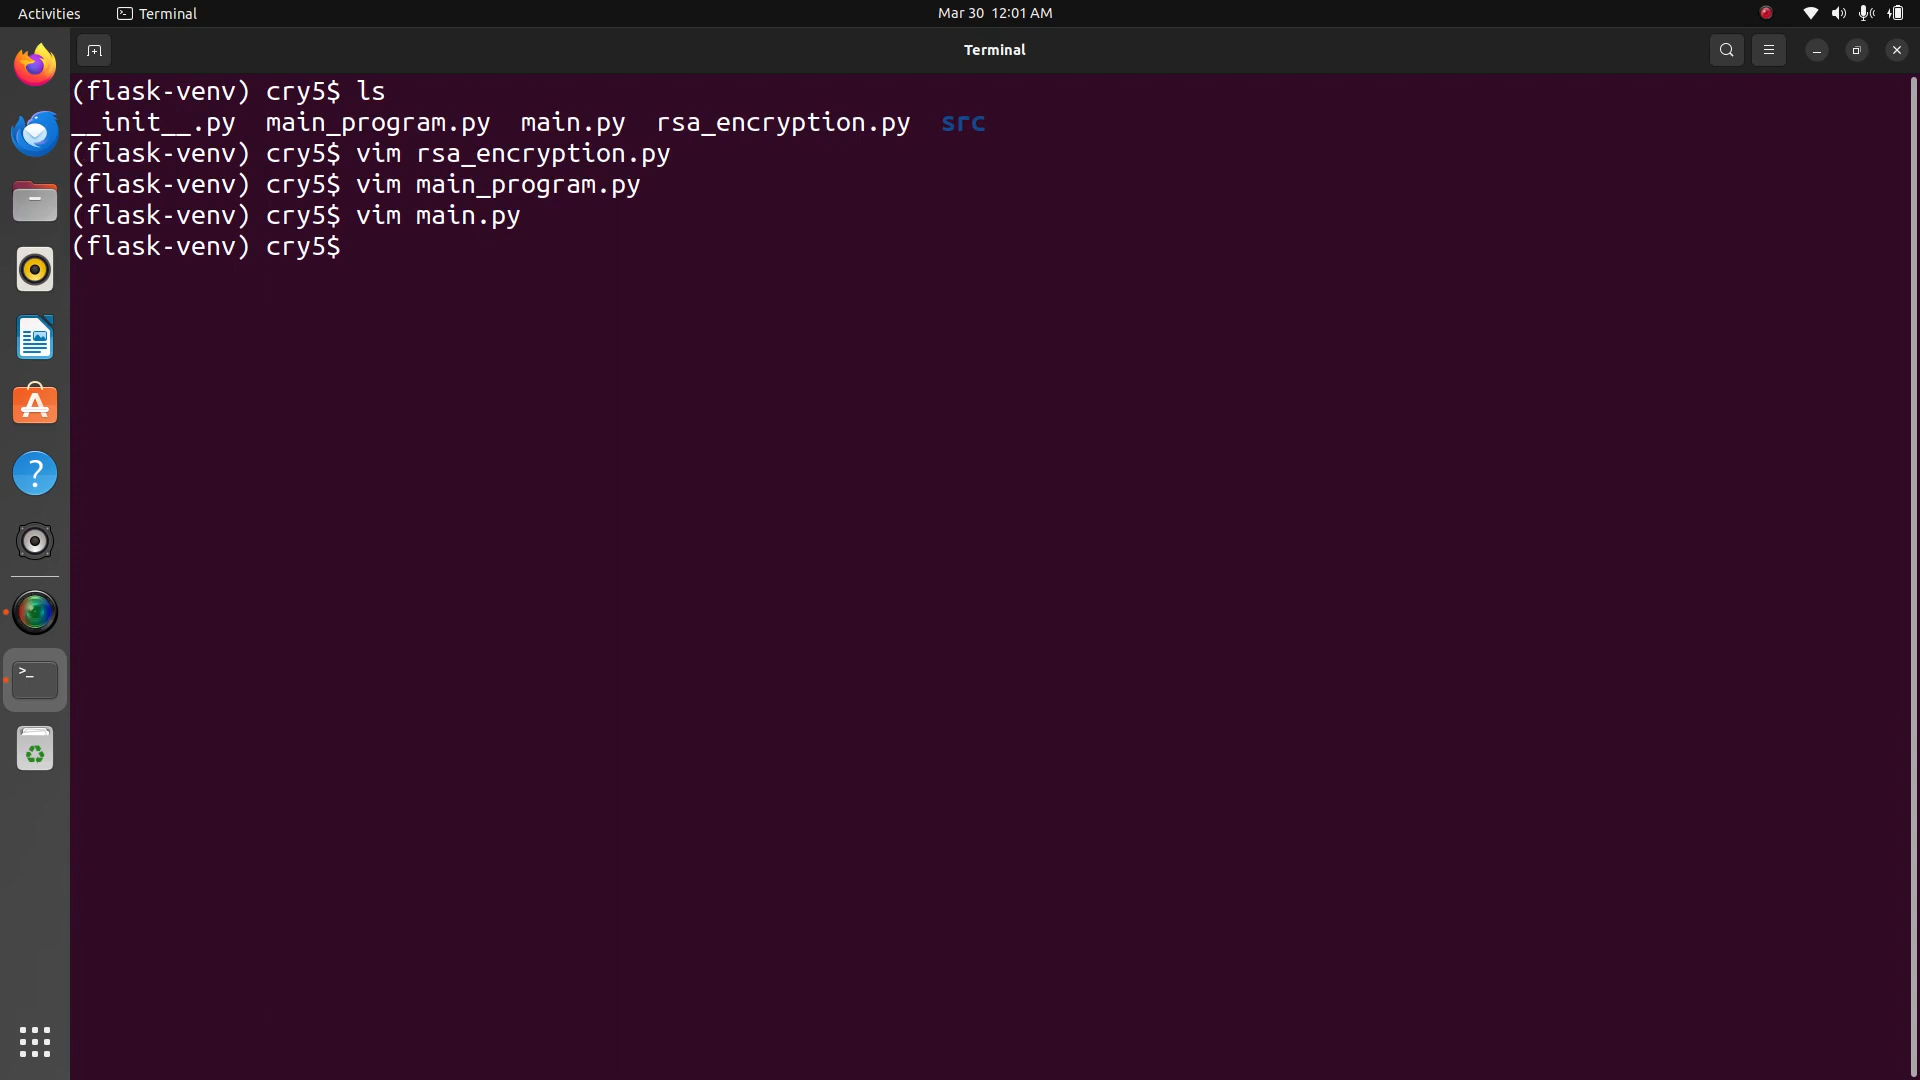 Activities Terminal Mar 30 12:01 AM
Terminal
(flask-venv) cry5$ ls
__init__.py  main_program.py  main.py  rsa_encryption.py  src
(flask-venv) cry5$ vim rsa_encryption.py
(flask-venv) cry5$ vim main_program.py
(flask-venv) cry5$ vim main.py
(flask-venv) cry5$